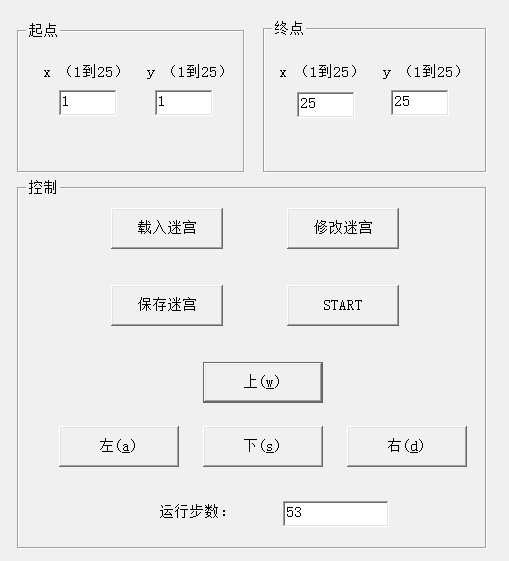 起点 终点
x （1到25） y （1到25） x （1到25） y （1到25）
1 1 25 25
控制
载入迷宫 修改迷宫
保存迷宫 START
上(w)
左(a) 下(s) 右(d)
运行步数： 53